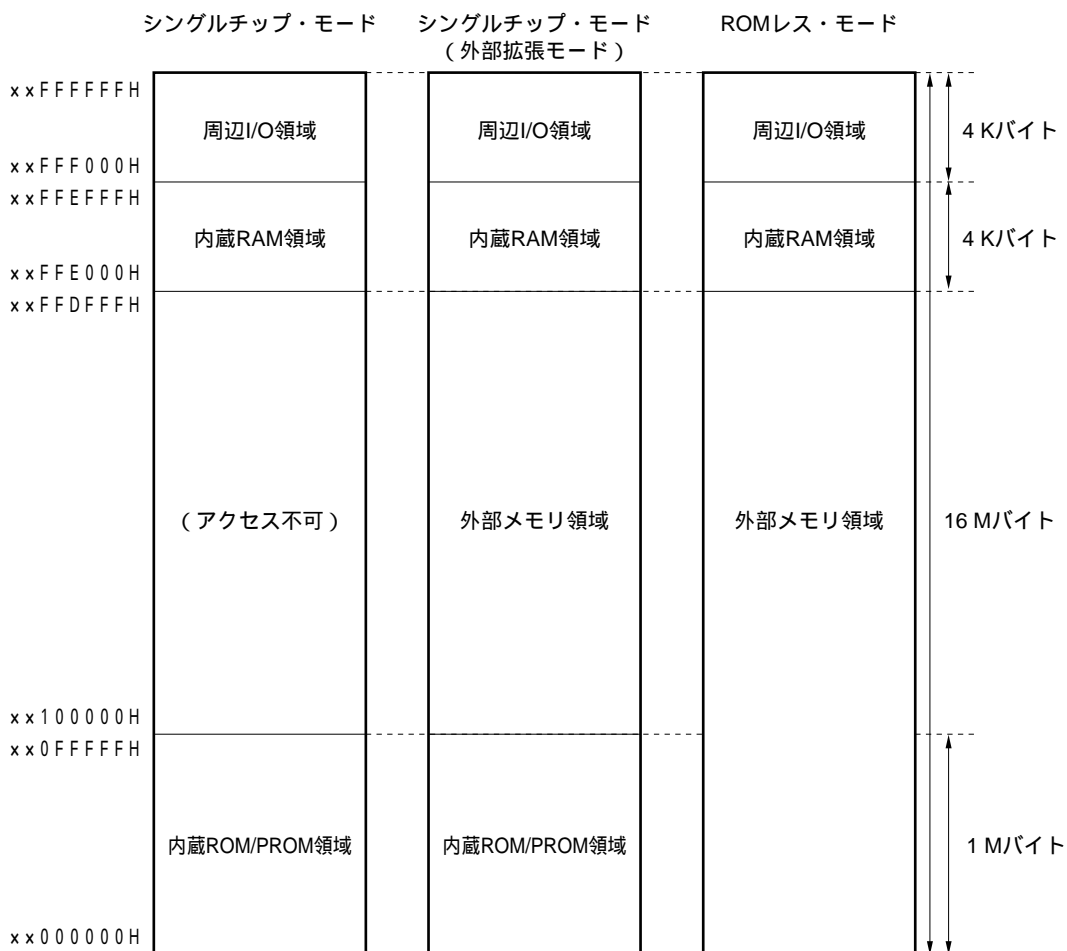 シングルチップ・モード
シングルチップ・モード
（外部拡張モード）
ROMレス・モード
xxFFFFFFH
周辺I/O領域
周辺I/O領域
周辺I/O領域
4 Kバイト
xxFFF000H
xxFFEFFFH
内蔵RAM領域
内蔵RAM領域
内蔵RAM領域
4 Kバイト
xxFFE000H
xxFFDFFFH
（アクセス不可）
外部メモリ領域
外部メモリ領域
16 Mバイト
xx100000H
xx0FFFFFH
内蔵ROM/PROM領域
内蔵ROM/PROM領域
1 Mバイト
xx000000H